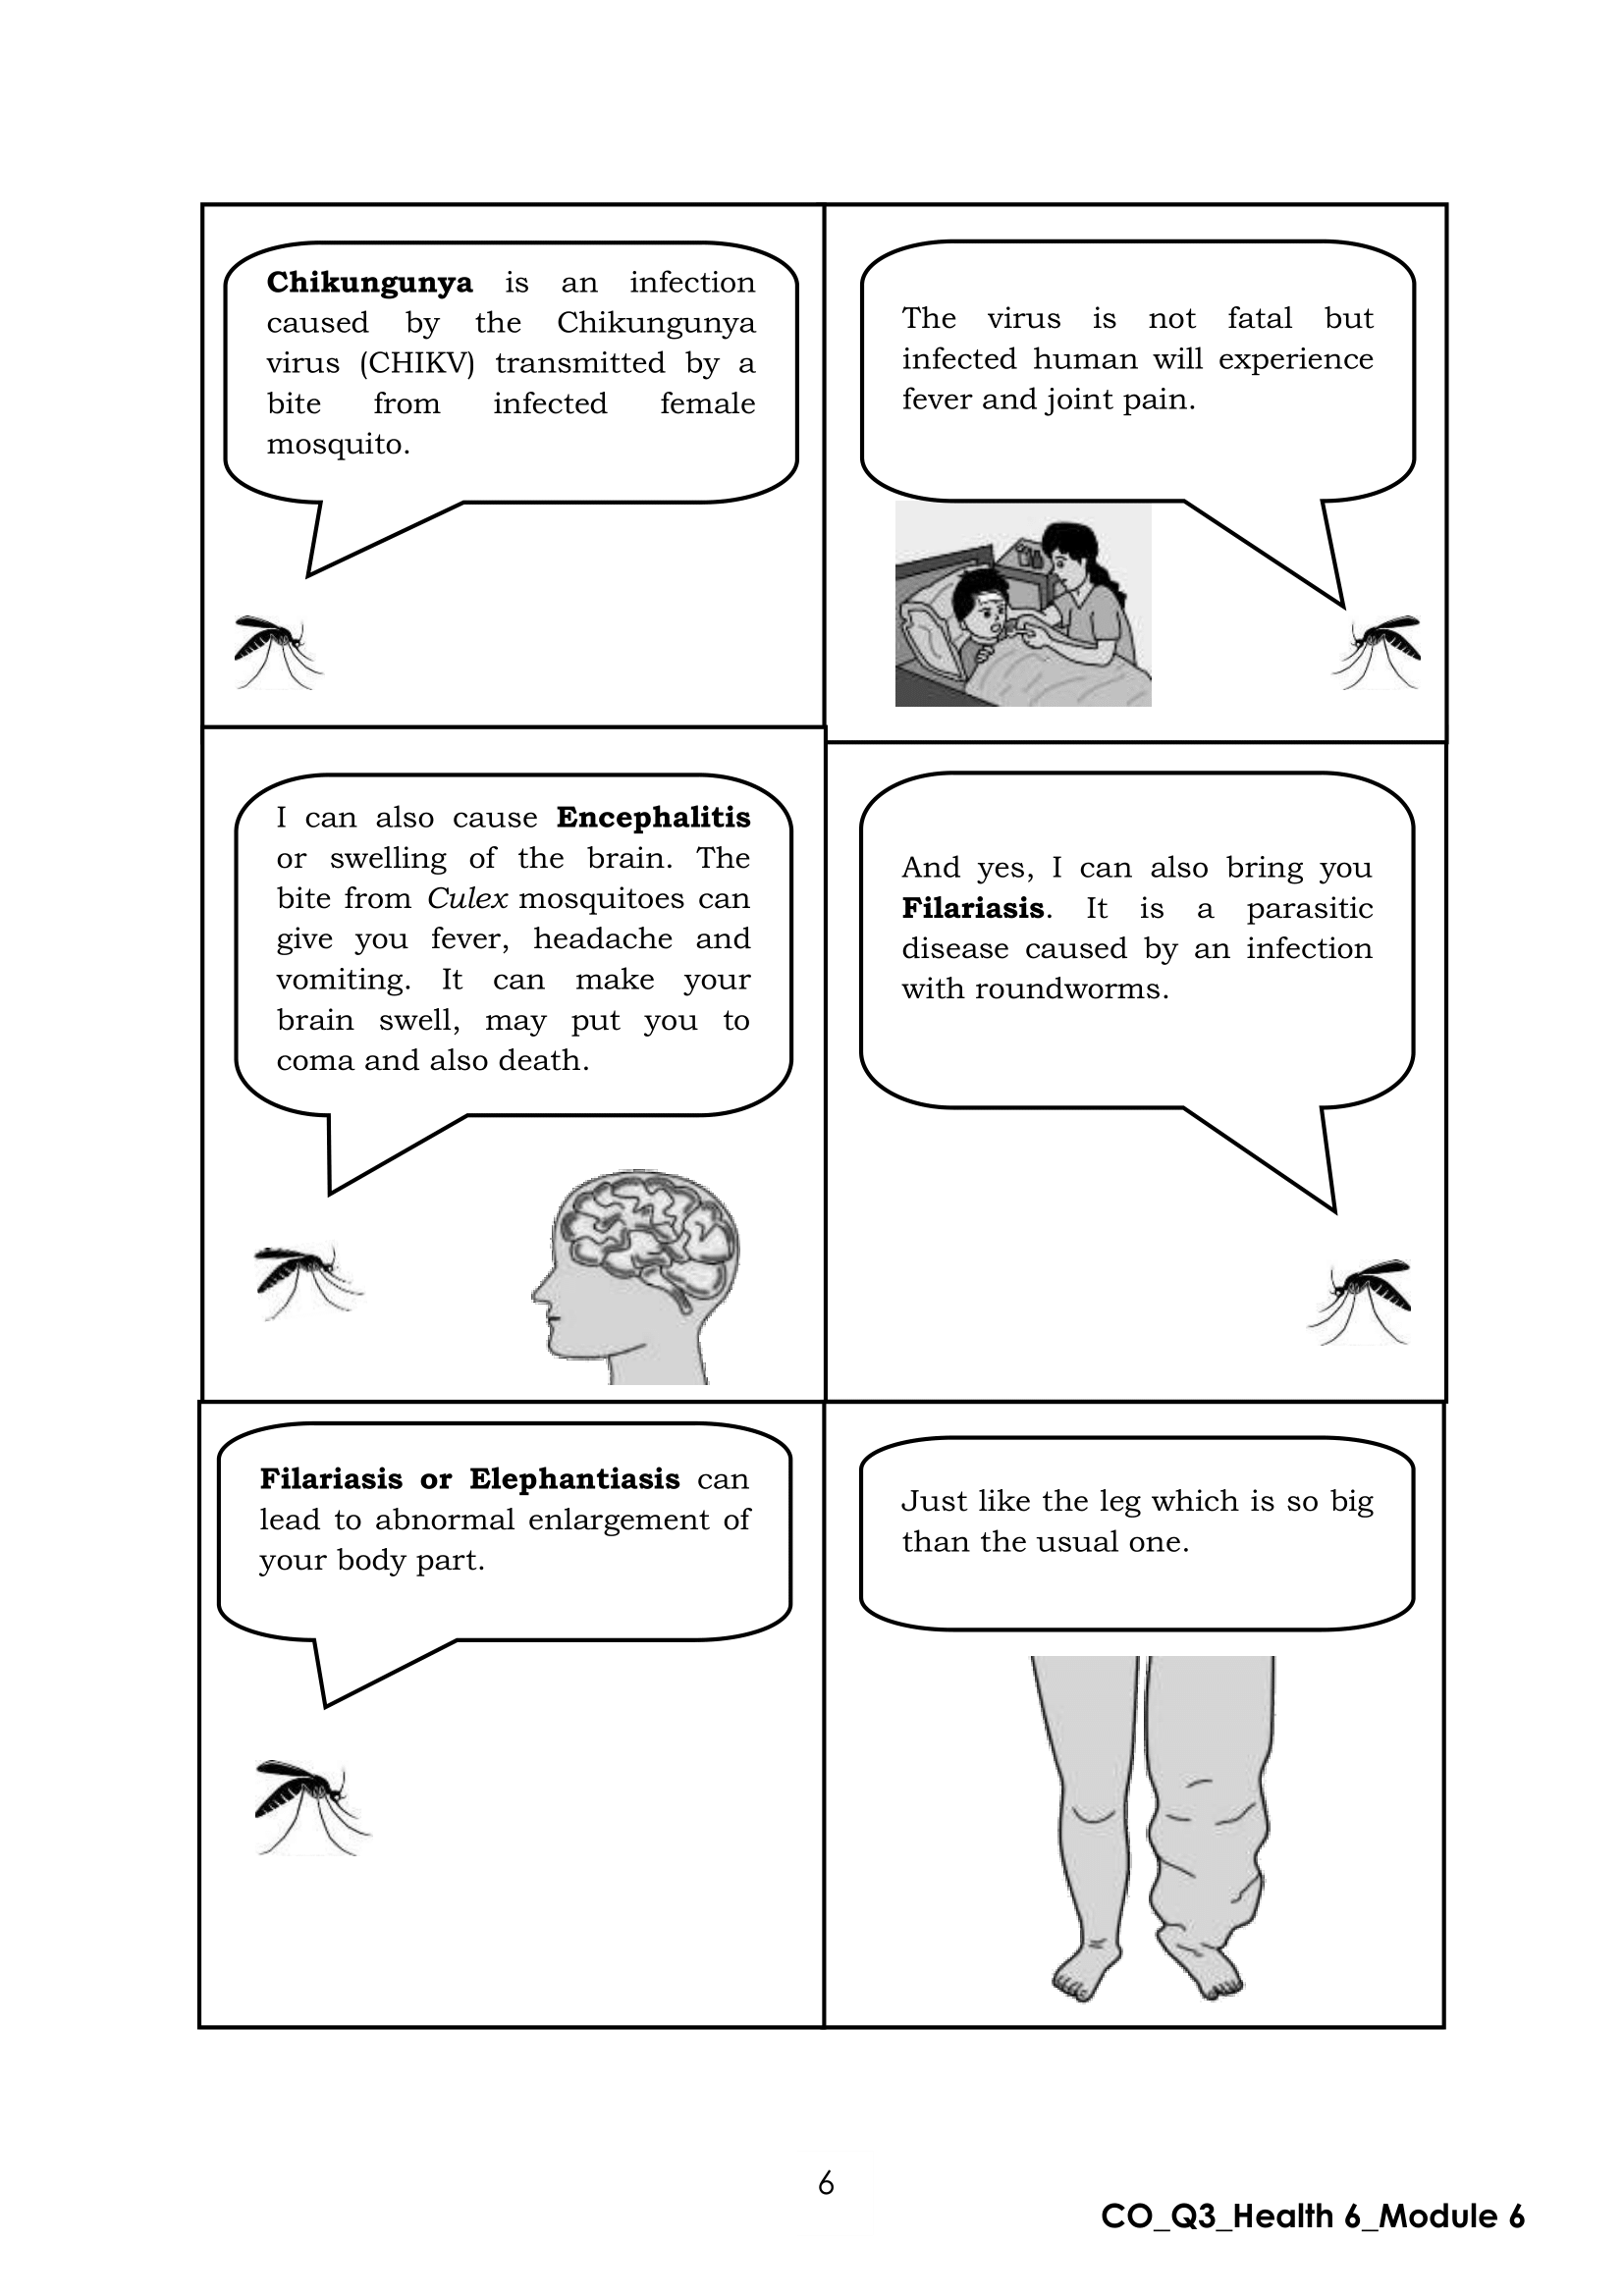 Chikungunya is an infection
caused by the Chikungunya
virus (CHIKV) transmitted by a
bite from infected female
mosquito.
The virus is not fatal but
infected human will experience
fever and joint pain.
I can also cause Encephalitis
or swelling of the brain. The
bite from Culex mosquitoes can
give you fever, headache and
vomiting. It can make your
brain swell, may put you to
coma and also death.
And yes, I can also bring you
Filariasis. It is a parasitic
disease caused by an infection
with roundworms.
Filariasis or Elephantiasis can
lead to abnormal enlargement of
your body part.
Just like the leg which is so big
than the usual one.
6
CO_Q3_Health 6_Module 6